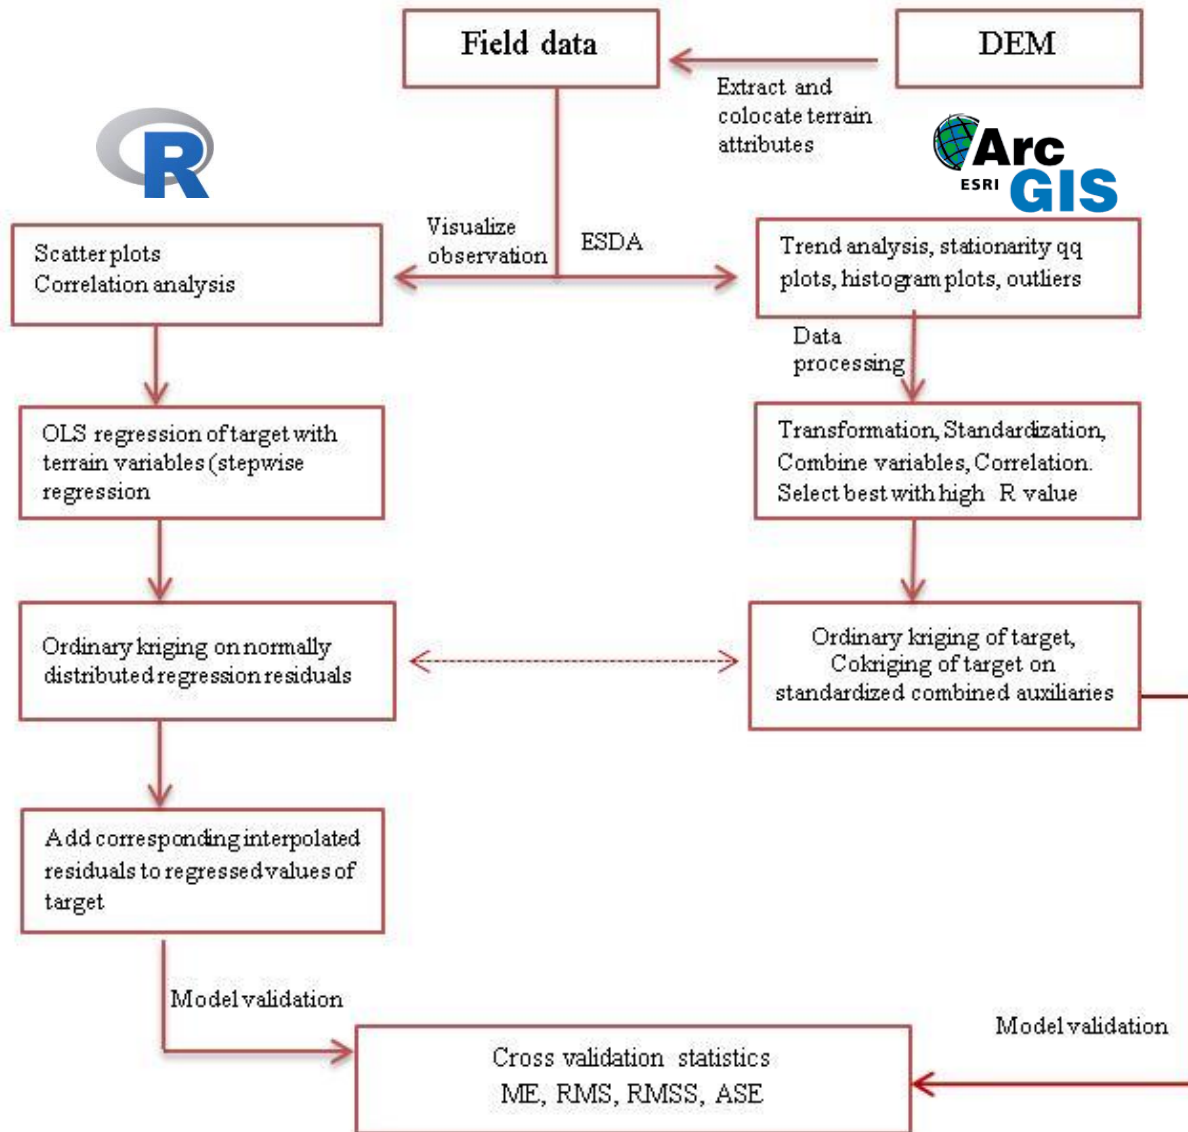 Field data
DEM
Extract and
colocate terrain
attributes
R
Arc
ESRI
GIS
Visualize
observation
ESDA
Scatter plots
Correlation analysis
Trend analysis, stationarity qq
plots, histogram plots, outliers
Data
processing
OLS regression of target with
terrain variables (stepwise
regression
Transformation, Standardization,
Combine variables, Correlation.
Select best with high R value
Ordinary kriging on normally
distributed regression residuals
Ordinary kriging of target,
Cokriging of target on
standardized combined auxiliaries
Add corresponding interpolated
residuals to regressed values of
target
Model validation
Model validation
Cross validation statistics
ME, RMS, RMSS, ASE